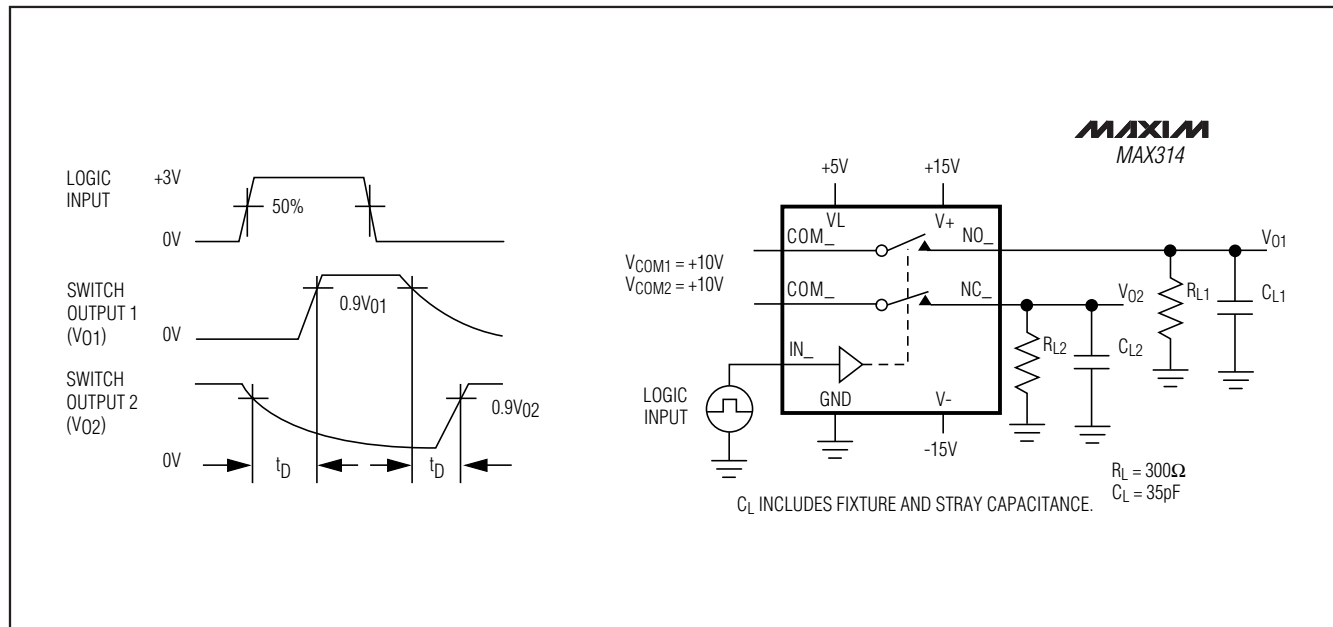 MAXIM
MAX314
LOGIC
INPUT
+3V
50%
0V
SWITCH
OUTPUT 1
(VO1)
0V
0.9V01
SWITCH
OUTPUT 2
(VO2)
0V
0.9V02
tD
tD
+5V
+15V
VL
V+
COM_
NO_
VO1
VCOM1 = +10V
VCOM2 = +10V
COM_
NC_
VO2
RL1
CL1
RL2
CL2
IN_
LOGIC
INPUT
GND
V-
-15V
RL = 300Ω
CL = 35pF
CL INCLUDES FIXTURE AND STRAY CAPACITANCE.